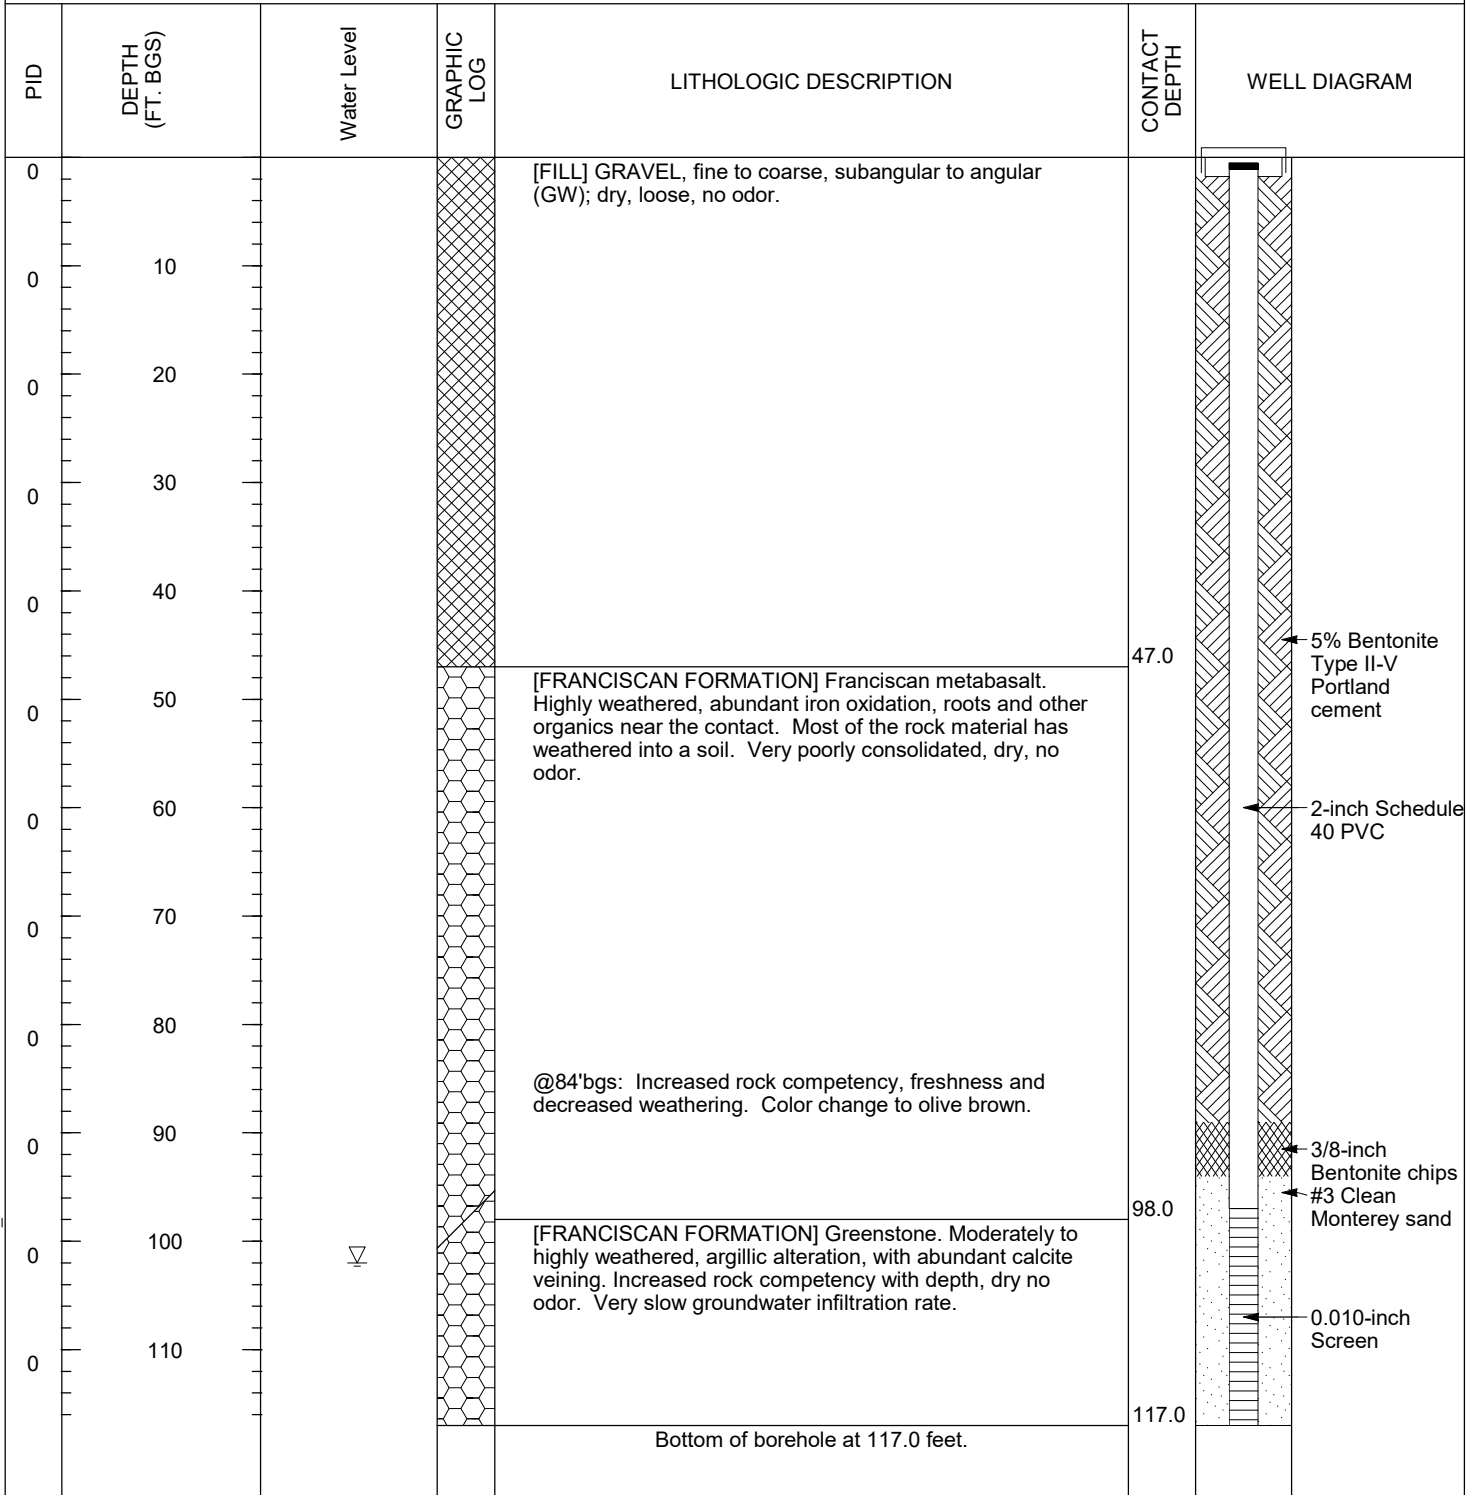 PID
DEPTH
(FT. BGS)
Water Level
GRAPHIC
LOG
LITHOLOGIC DESCRIPTION
CONTACT
DEPTH
WELL DIAGRAM
0
[FILL] GRAVEL, fine to coarse, subangular to angular
(GW); dry, loose, no odor.
10
0
20
0
30
0
40
0
5% Bentonite
Type II-V
Portland
cement
47.0
[FRANCISCAN FORMATION] Franciscan metabasalt.
Highly weathered, abundant iron oxidation, roots and other
organics near the contact.  Most of the rock material has
weathered into a soil.  Very poorly consolidated, dry, no
odor.
50
0
60
0
2-inch Schedule
40 PVC
70
0
80
0
@84'bgs:  Increased rock competency, freshness and
decreased weathering.  Color change to olive brown.
90
0
3/8-inch
Bentonite chips
#3 Clean
Monterey sand
98.0
[FRANCISCAN FORMATION] Greenstone. Moderately to
highly weathered, argillic alteration, with abundant calcite
veining. Increased rock competency with depth, dry no
odor.  Very slow groundwater infiltration rate.
100
0
0.010-inch
Screen
110
0
117.0
Bottom of borehole at 117.0 feet.